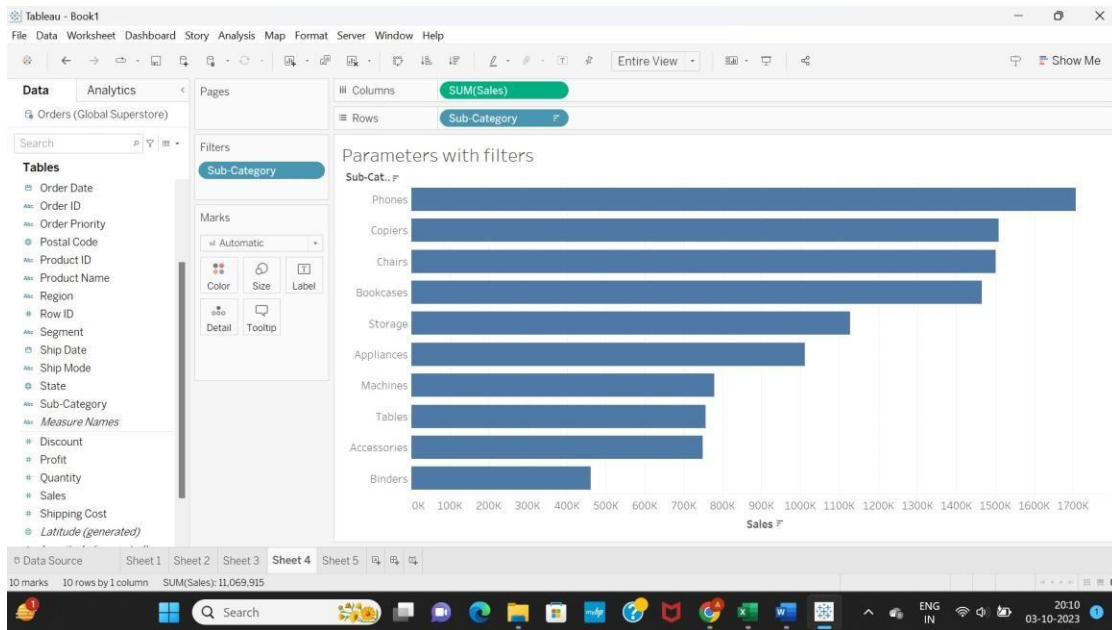 Tableau - Book1
File Data Worksheet Dashboard Story Analysis Map Format Server Window Help
Entire View
Show Me
Data Analytics
Pages
Columns
SUM(Sales)
Orders (Global Superstore)
Rows
Sub-Category
Search
Filters
Sub-Category
Tables
Order Date
Order ID
Order Priority
Postal Code
Product ID
Product Name
Region
Row ID
Segment
Ship Date
Ship Mode
State
Sub-Category
Measure Names
Discount
Profit
Quantity
Sales
Shipping Cost
Latitude (generated)
Marks
Automatic
Color Size Label
Detail Tooltip
Parameters with filters
Sub-Cat..
Phones
Copiers
Chairs
Bookcases
Storage
Appliances
Machines
Tables
Accessories
Binders
0K 100K 200K 300K 400K 500K 600K 700K 800K 900K 1000K 1100K 1200K 1300K 1400K 1500K 1600K 1700K
Sales
Data Source Sheet 1 Sheet 2 Sheet 3 Sheet 4 Sheet 5
10 marks 10 rows by 1 column SUM(Sales): 11,069,915
Search
ENG
IN
20:10
03-10-2023